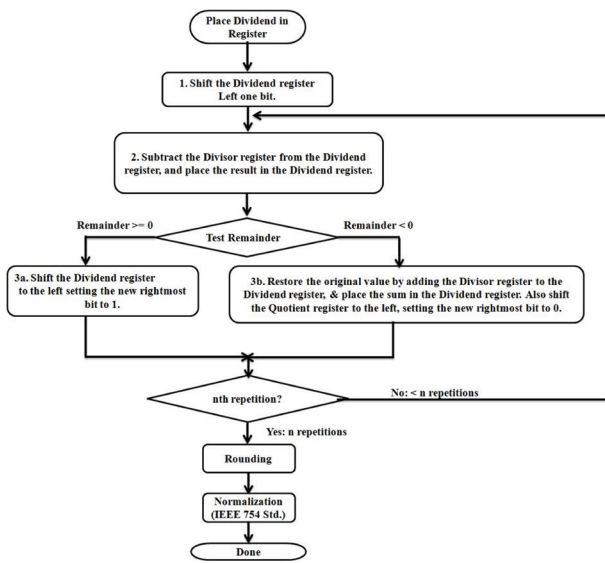 Place Dividend in
Register
1. Shift the Dividend register
Left one bit.
2. Subtract the Divisor register from the Dividend
register, and place the result in the Dividend register.
Remainder >= 0
Remainder < 0
Test Remainder
3a. Shift the Dividend register
to the left setting the new rightmost
bit to 1.
3b. Restore the original value by adding the Divisor register to the
Dividend register, & place the sum in the Dividend register. Also shift
the Quotient register to the left, setting the new rightmost bit to 0.
nth repetition?
No: < n repetitions
Yes: n repetitions
Rounding
Normalization
(IEEE 754 Std.)
Done